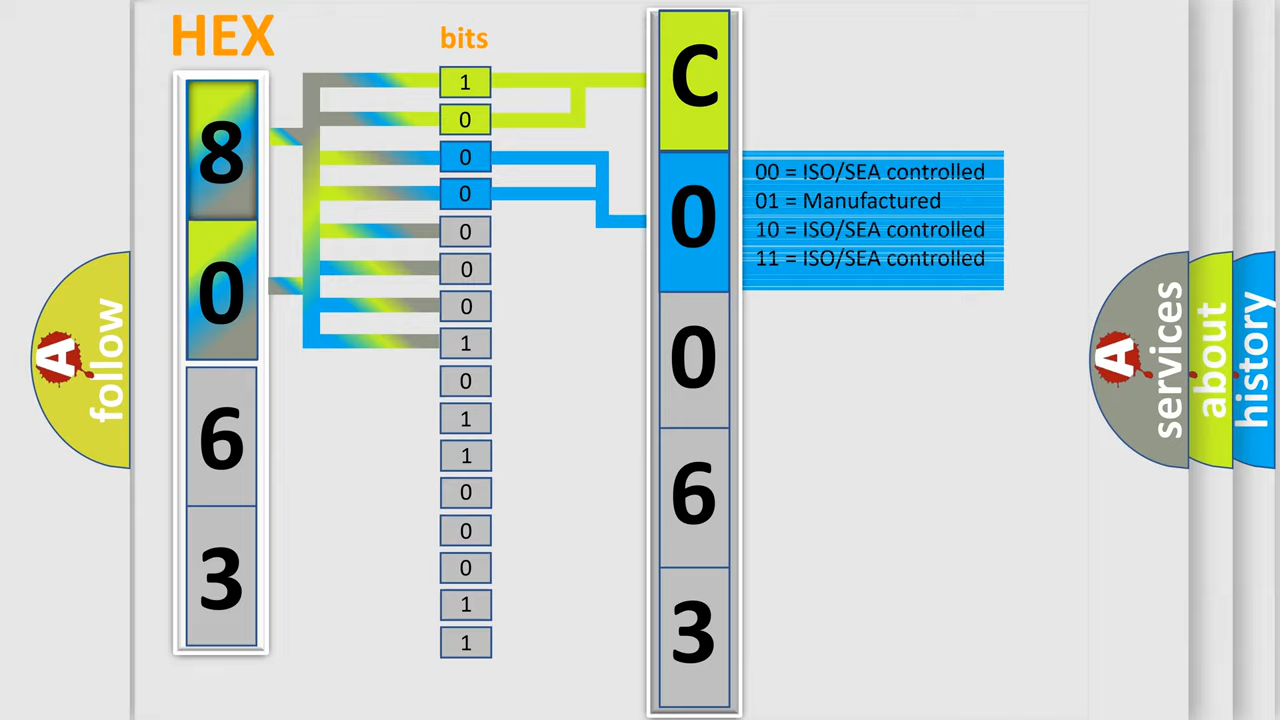 HEX
bits
8
0
6
3
1
0
0
0
0
0
0
1
0
1
1
0
0
0
1
1
C
0
0
6
3
00 = ISO/SEA controlled
01 = Manufactured
10 = ISO/SEA controlled
11 = ISO/SEA controlled
A
follow
A
services
about
history